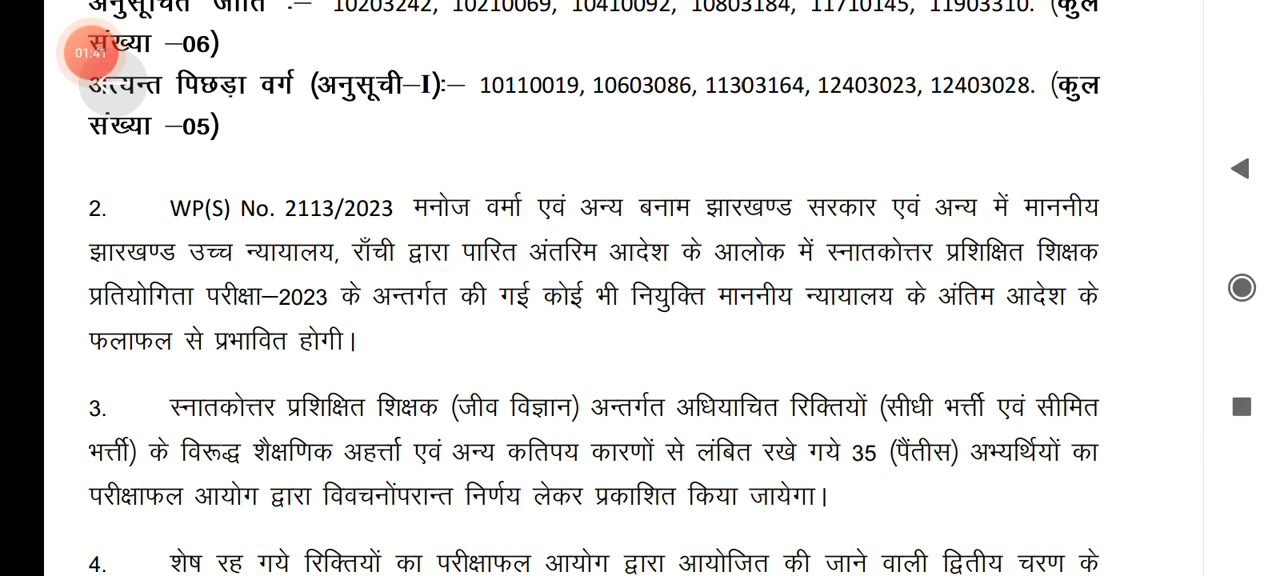 अनुसूचित जाति :– 10203242, 10210069, 10410092, 10803184, 11710145, 11903310. (कुल
संख्या –06)
01:41
अत्यन्त पिछड़ा वर्ग (अनुसूची–I):– 10110019, 10603086, 11303164, 12403023, 12403028. (कुल
संख्या –05)
2. WP(S) No. 2113/2023 मनोज वर्मा एवं अन्य बनाम झारखण्ड सरकार एवं अन्य में माननीय
झारखण्ड उच्च न्यायालय, राँची द्वारा पारित अंतरिम आदेश के आलोक में स्नातकोत्तर प्रशिक्षित शिक्षक
प्रतियोगिता परीक्षा–2023 के अन्तर्गत की गई कोई भी नियुक्ति माननीय न्यायालय के अंतिम आदेश के
फलाफल से प्रभावित होगी।
3. स्नातकोत्तर प्रशिक्षित शिक्षक (जीव विज्ञान) अन्तर्गत अधियाचित रिक्तियों (सीधी भर्त्ती एवं सीमित
भर्त्ती) के विरूद्ध शैक्षणिक अहर्त्ता एवं अन्य कतिपय कारणों से लंबित रखे गये 35 (पैंतीस) अभ्यर्थियों का
परीक्षाफल आयोग द्वारा विवचनोंपरान्त निर्णय लेकर प्रकाशित किया जायेगा।
4. शेष रह गये रिक्तियों का परीक्षाफल आयोग द्वारा आयोजित की जाने वाली द्वितीय चरण के